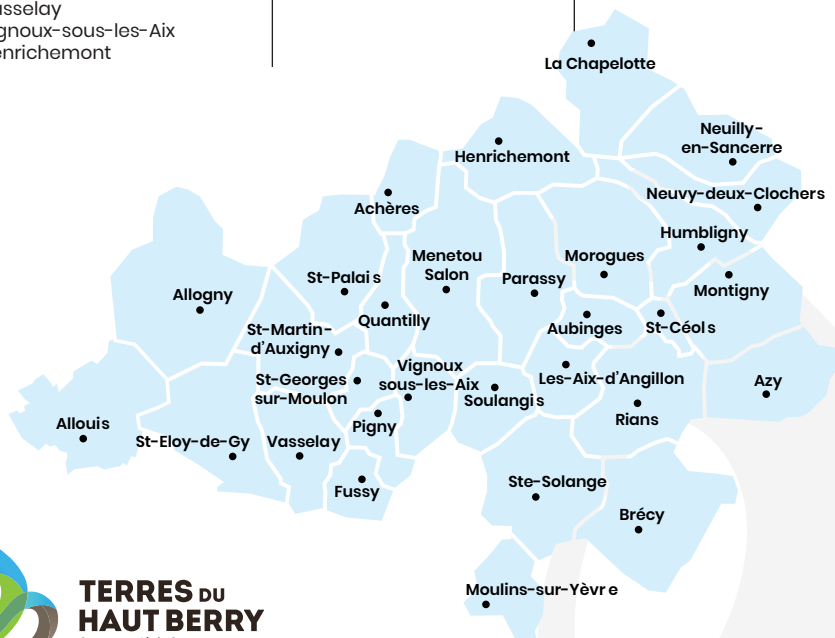 asselay
gnoux-sous-les-Aix
enrichemont
La Chapelotte
Neuilly-
en-Sancerre
Henrichemont
Neuvy-deux-Clochers
Achères
Humbligny
Menetou
Salon
Morogues
St-Palais
Parassy
Montigny
Allogny
Quantilly
St-Martin-
d'Auxigny
Aubinges
St-Céols
Vignoux
sous-les-Aix
St-Georges
sur-Moulon
Les-Aix-d'Angillon
Azy
Soulangis
Allouis
Pigny
Rians
St-Eloy-de-Gy
Vasselay
Fussy
Ste-Solange
Brécy
Moulins-sur-Yèvre
TERRES DU
HAUT BERRY